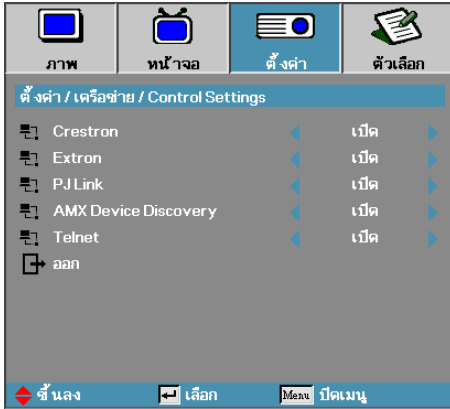 ภาพ หน้าจอ ตั้งค่า ตัวเลือก
ตั้งค่า / เครือข่าย / Control Settings
Crestron เปิด
Extron เปิด
PJ Link เปิด
AMX Device Discovery เปิด
Telnet เปิด
ออก
ขึ้นลง เลือก Menu ปิดเมนู